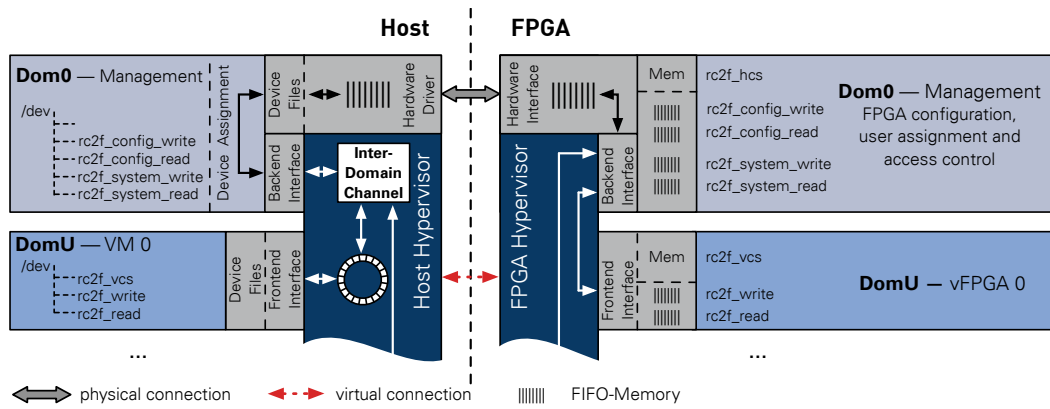 Host
FPGA
Dom0 — Management
/dev
rc2f_config_write
rc2f_config_read
rc2f_system_write
rc2f_system_read
Device Assignment
Device
Files
Hardware
Driver
Backend
Interface
Inter-
Domain
Channel
Host Hypervisor
DomU — VM 0
/dev
rc2f_vcs
rc2f_write
rc2f_read
Device
Files
Frontend
Interface
...
Hardware
Interface
Mem
rc2f_hcs
rc2f_config_write
rc2f_config_read
rc2f_system_write
rc2f_system_read
Dom0 — Management
FPGA configuration,
user assignment and
access control
FPGA Hypervisor
Backend
Interface
Frontend
Interface
Mem
rc2f_vcs
rc2f_write
rc2f_read
DomU — vFPGA 0
...
physical connection
virtual connection
FIFO-Memory